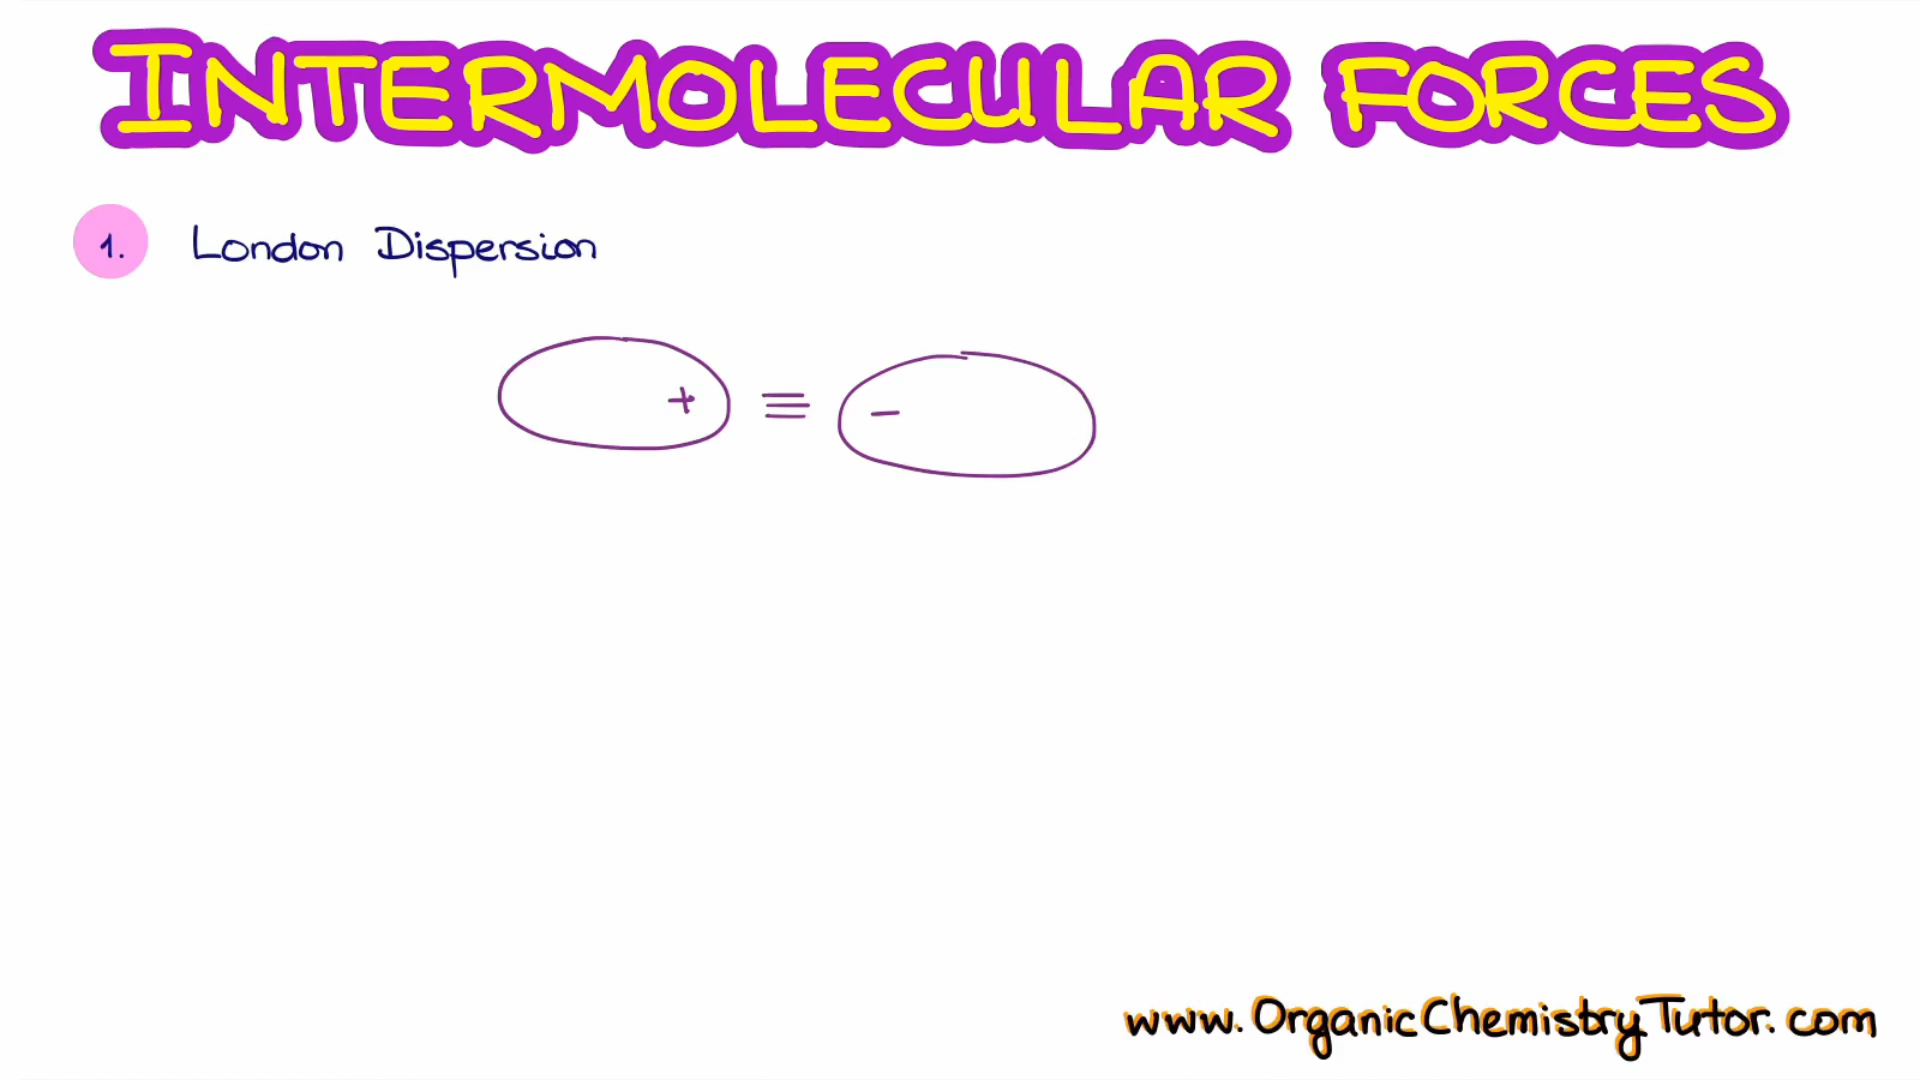 INTERMOLECULAR FORCES
1. London Dispersion
+ ≡ −
www.OrganicChemistryTutor.com